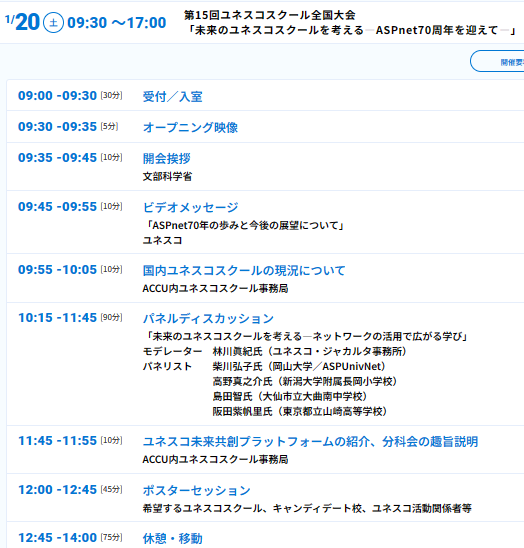 1/20 土 09:30 ～17:00
第15回ユネスコスクール全国大会
「未来のユネスコスクールを考える―ASPnet70周年を迎えて―」
開催要
09:00 -09:30 [30分] 受付／入室
09:30 -09:35 [5分] オープニング映像
09:35 -09:45 [10分] 開会挨拶
文部科学省
09:45 -09:55 [10分] ビデオメッセージ
「ASPnet70年の歩みと今後の展望について」
ユネスコ
09:55 -10:05 [10分] 国内ユネスコスクールの現況について
ACCU内ユネスコスクール事務局
10:15 -11:45 [90分] パネルディスカッション
「未来のユネスコスクールを考える―ネットワークの活用で広がる学び」
モデレーター 林川眞紀氏（ユネスコ・ジャカルタ事務所）
パネリスト 柴川弘子氏（岡山大学／ASPUnivNet）
高野真之介氏（新潟大学附属長岡小学校）
島田智氏（大仙市立大曲南中学校）
阪田紫帆里氏（東京都立山崎高等学校）
11:45 -11:55 [10分] ユネスコ未来共創プラットフォームの紹介、分科会の趣旨説明
ACCU内ユネスコスクール事務局
12:00 -12:45 [45分] ポスターセッション
希望するユネスコスクール、キャンディデート校、ユネスコ活動関係者等
12:45 -14:00 [75分] 休憩・移動